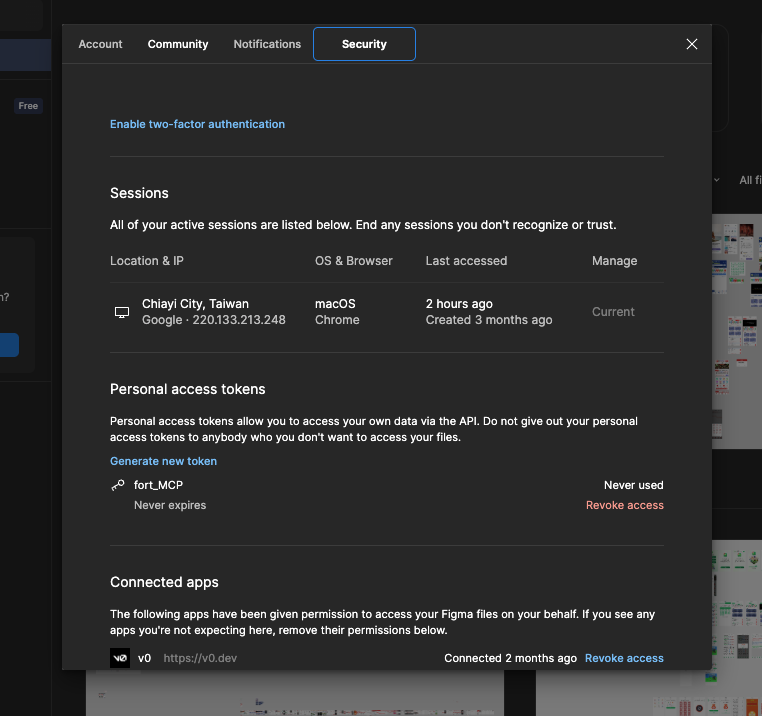 Account Community Notifications Security
Free
Enable two-factor authentication
All fi
Sessions
All of your active sessions are listed below. End any sessions you don't recognize or trust.
Location & IP OS & Browser Last accessed Manage
n?
Chiayi City, Taiwan macOS 2 hours ago
Google · 220.133.213.248 Chrome Created 3 months ago Current
Personal access tokens
Personal access tokens allow you to access your own data via the API. Do not give out your personal
access tokens to anybody who you don't want to access your files.
Generate new token
fort_MCP Never used
Never expires Revoke access
Connected apps
The following apps have been given permission to access your Figma files on your behalf. If you see any
apps you're not expecting here, remove their permissions below.
v0 v0 https://v0.dev Connected 2 months ago Revoke access